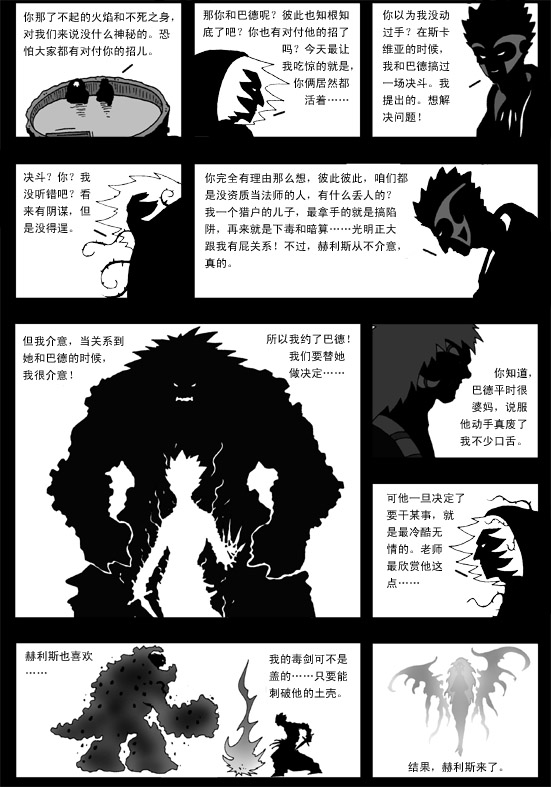 你那了不起的火焰和不死之身，
对我们来说没什么神秘的。恐
怕大家都有对付你的招儿。
那你和巴德呢？彼此也知根知
底了吧？你也有对付他的招了
吗？今天最让
我吃惊的就是，
你俩居然都
活着……
你以为我没动
过手？在斯卡
维亚的时候，
我和巴德搞过
一场决斗。我
提出的。想解
决问题！
决斗？你？我
没听错吧？看
来有阴谋，但
是没得逞。
你完全有理由那么想，彼此彼此，咱们都
是没资质当法师的人，有什么丢人的？
我一个猎户的儿子，最拿手的就是搞陷
阱，再来就是下毒和暗算……光明正大
跟我有屁关系！不过，赫利斯从不介意，
真的。
但我介意，当关系到
她和巴德的时候，
我很介意！
所以我约了巴德！
我们要替她
做决定……
你知道，
巴德平时很
婆妈，说服
他动手真废了
我不少口舌。
可他一旦决定了
要干某事，就
是最冷酷无
情的。老师
最欣赏他这
点……
赫利斯也喜欢
……
我的毒剑可不是
盖的……只要能
刺破他的土壳。
结果，赫利斯来了。